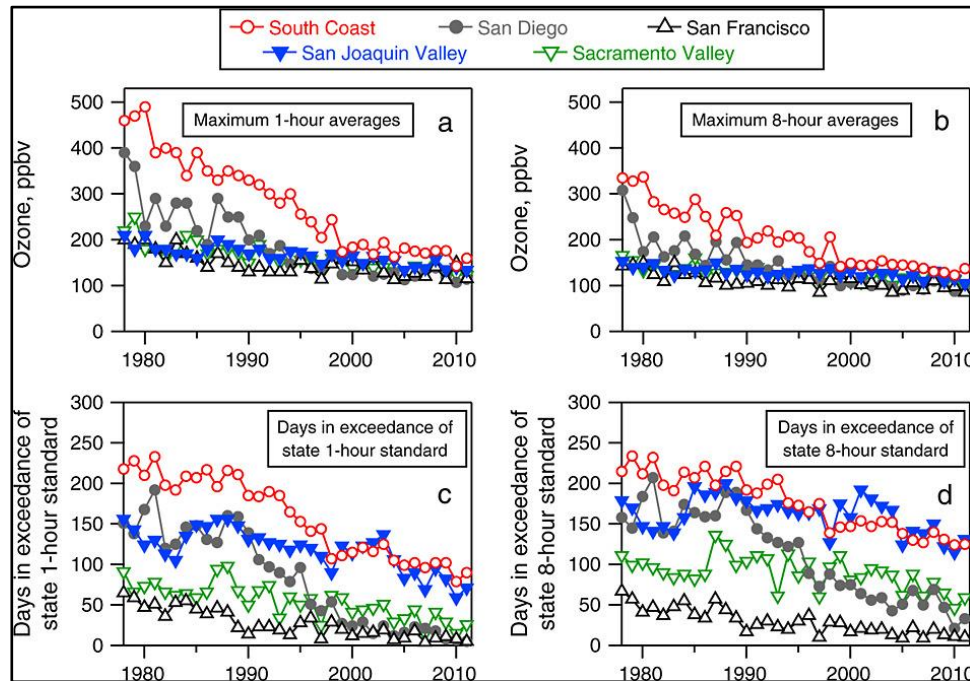 South Coast San Diego San Francisco
San Joaquin Valley Sacramento Valley
Ozone, ppbv
500
400
300
200
100
0
Maximum 1-hour averages
a
1980 1990 2000 2010
Ozone, ppbv
500
400
300
200
100
0
Maximum 8-hour averages
b
1980 1990 2000 2010
Days in exceedance of
state 1-hour standard
300
250
200
150
100
50
0
Days in exceedance of
state 1-hour standard
c
1980 1990 2000 2010
Days in exceedance of
state 8-hour standard
300
250
200
150
100
50
0
Days in exceedance of
state 8-hour standard
d
1980 1990 2000 2010